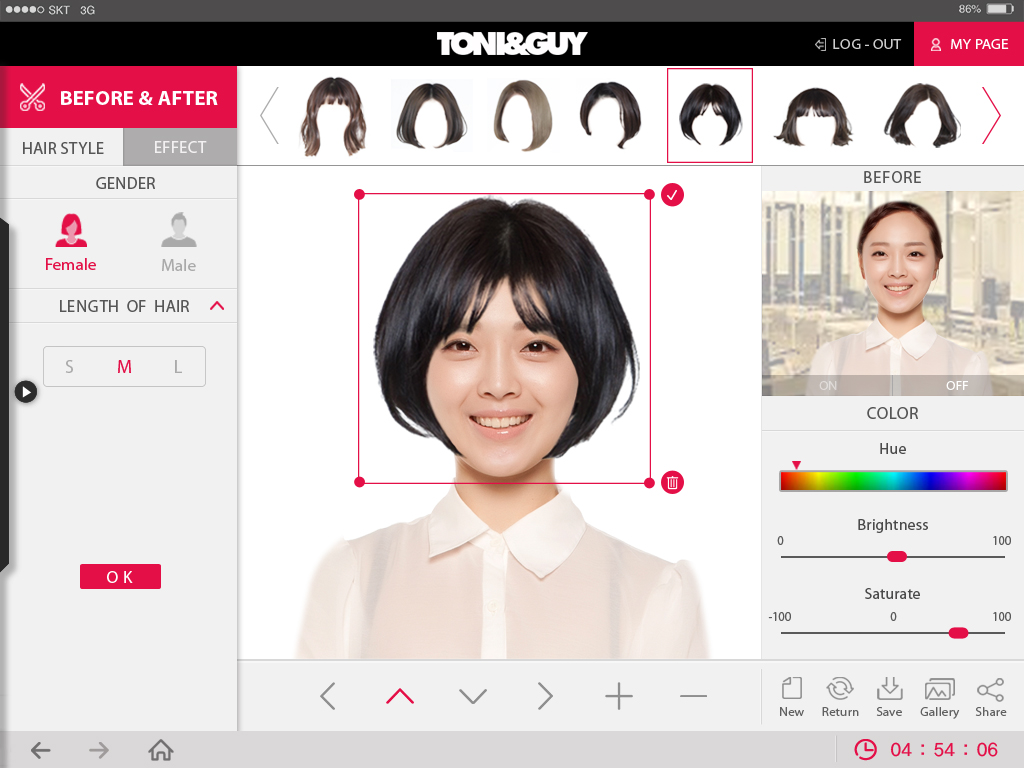 SKT 3G
86%
TONI&GUY
LOG - OUT
MY PAGE
BEFORE & AFTER
HAIR STYLE
EFFECT
GENDER
Female
Male
LENGTH OF HAIR
S M L
OK
BEFORE
ON
OFF
COLOR
Hue
Brightness
0 100
Saturate
-100 0 100
New
Return
Save
Gallery
Share
04 : 54 : 06